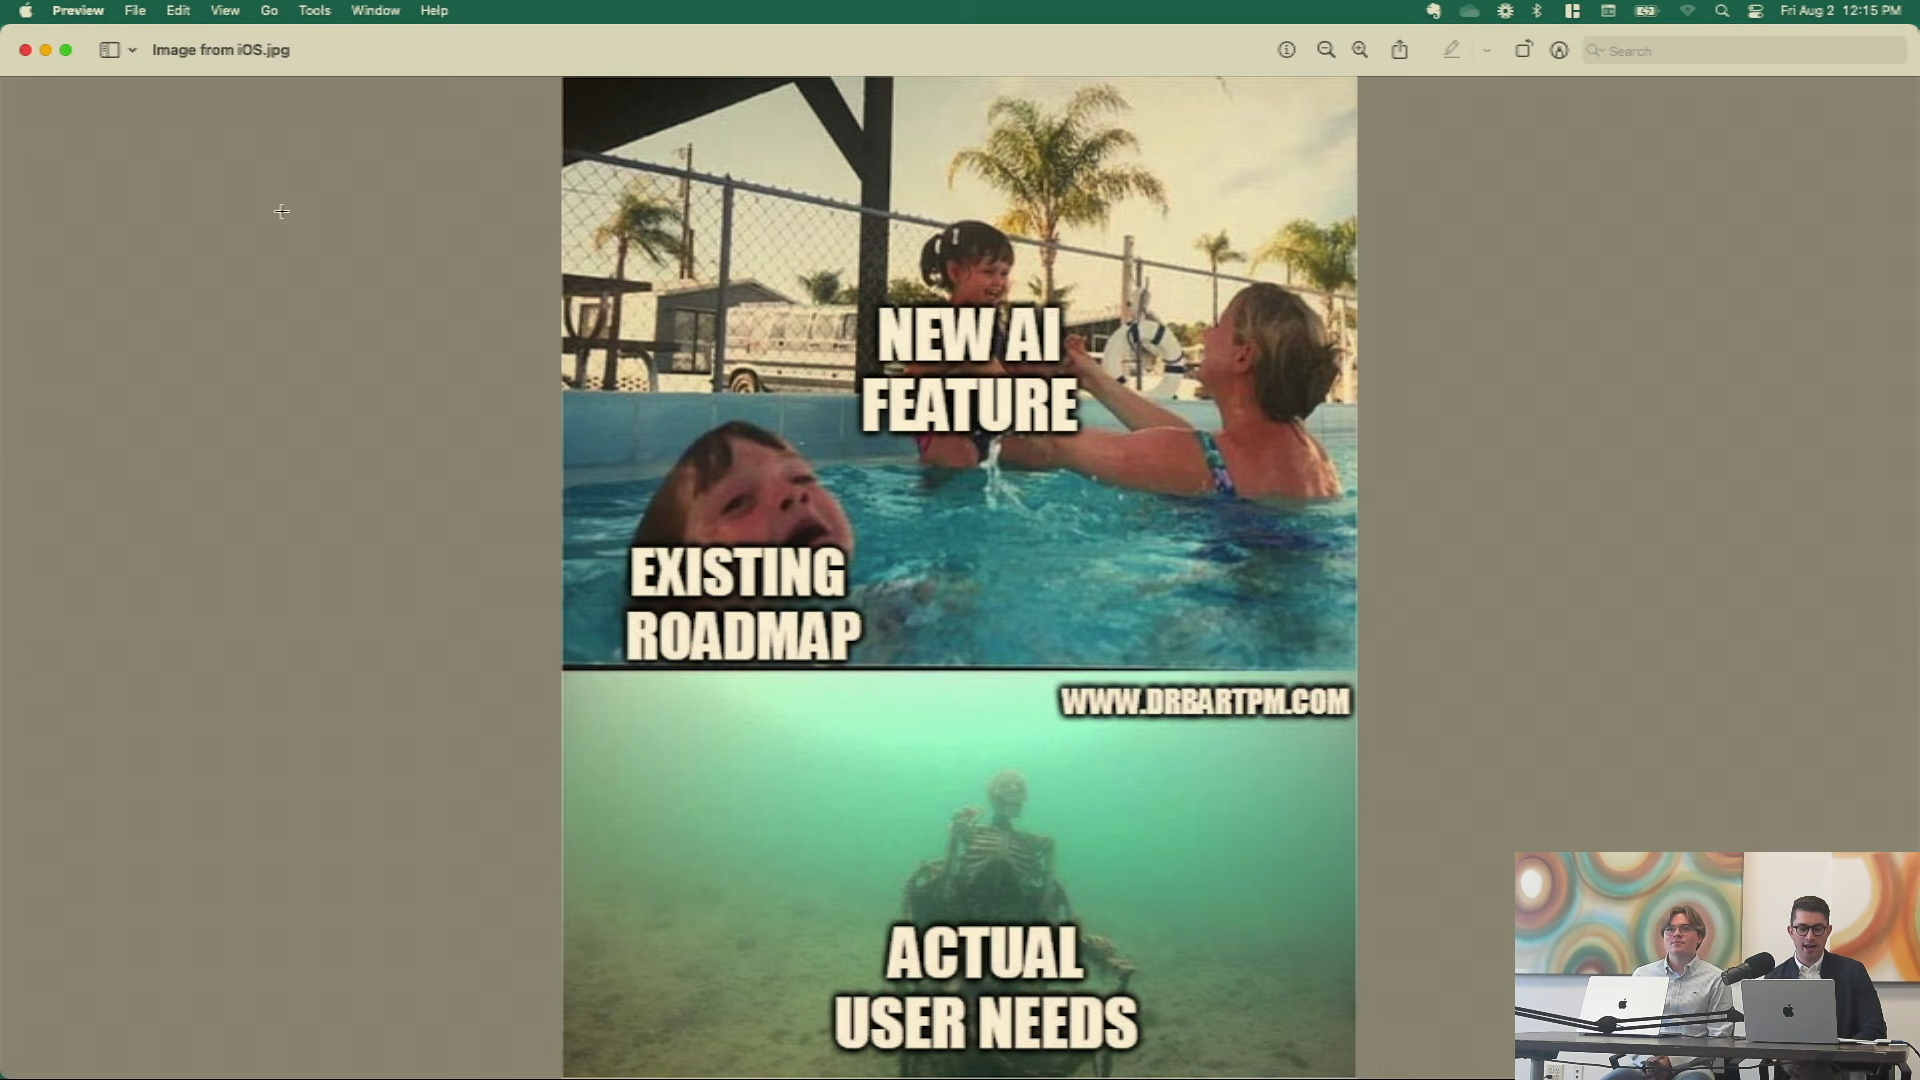 Preview File Edit View Go Tools Window Help
Fri Aug 2 12:15 PM
Image from iOS.jpg
Search
NEW AI
FEATURE
EXISTING
ROADMAP
WWW.DRBARTPM.COM
ACTUAL
USER NEEDS